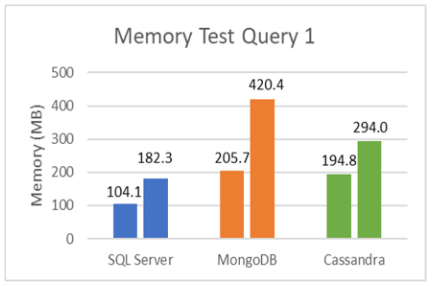 Memory Test Query 1
Memory (MB)
500
400
300
200
100
0
104.1
182.3
205.7
420.4
194.8
294.0
SQL Server
MongoDB
Cassandra